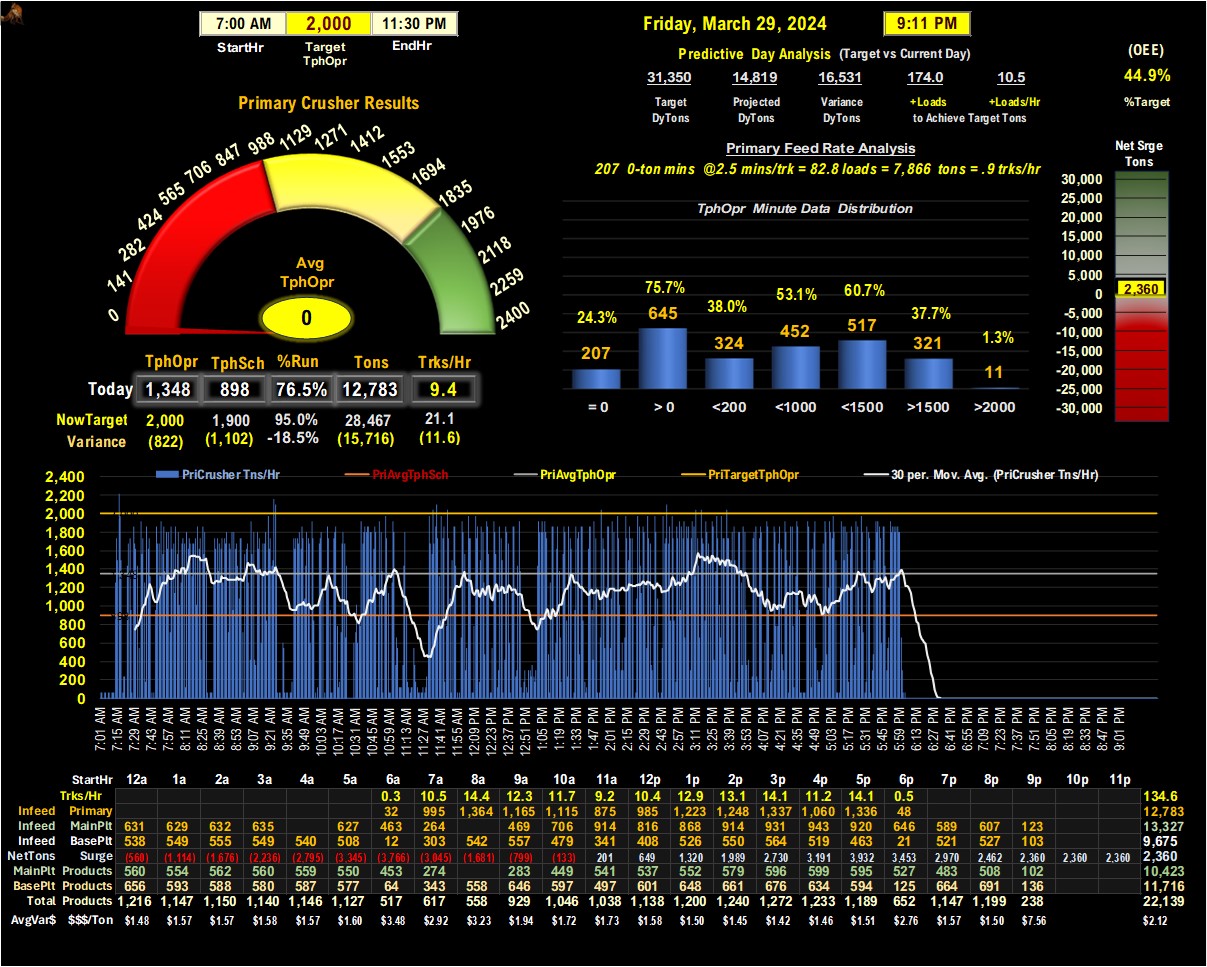 7:00 AM 2,000 11:30 PM
StartHr Target TphOpr EndHr
Friday, March 29, 2024 9:11 PM
Predictive Day Analysis (Target vs Current Day)
31,350 14,819 16,531 174.0 10.5
Target DyTons Projected DyTons Variance DyTons +Loads +Loads/Hr
to Achieve Target Tons
(OEE)
44.9%
%Target
Primary Crusher Results
0 141 282 424 565 706 847 988 1129 1271 1412 1553 1694 1835 1976 2118 2259 2400
Avg
TphOpr
0
TphOpr TphSch %Run Tons Trks/Hr
Today 1,348 898 76.5% 12,783 9.4
NowTarget 2,000 1,900 95.0% 28,467 21.1
Variance (822) (1,102) -18.5% (15,716) (11.6)
Primary Feed Rate Analysis
207 0-ton mins @2.5 mins/trk = 82.8 loads = 7,866 tons = .9 trks/hr
TphOpr Minute Data Distribution
24.3% 75.7% 38.0% 53.1% 60.7% 37.7% 1.3%
207 645 324 452 517 321 11
= 0 > 0 <200 <1000 <1500 >1500 >2000
Net Srge
Tons
30,000
25,000
20,000
15,000
10,000
5,000
2,360
0
-5,000
-10,000
-15,000
-20,000
-25,000
-30,000
PriCrusher Tns/Hr PriAvgTphSch PriAvgTphOpr PriTargetTphOpr 30 per. Mov. Avg. (PriCrusher Tns/Hr)
2,400
2,200
2,000
1,800
1,600
1,400
1,200
1,000
800
600
400
200
0
7:01 AM 7:15 AM 7:29 AM 7:43 AM 7:57 AM 8:11 AM 8:25 AM 8:39 AM 8:53 AM 9:07 AM 9:21 AM 9:35 AM 9:49 AM 10:03 AM 10:17 AM 10:31 AM 10:45 AM 10:59 AM 11:13 AM 11:27 AM 11:41 AM 11:55 AM 12:09 PM 12:23 PM 12:37 PM 12:51 PM 1:05 PM 1:19 PM 1:33 PM 1:47 PM 2:01 PM 2:15 PM 2:29 PM 2:43 PM 2:57 PM 3:11 PM 3:25 PM 3:39 PM 3:53 PM 4:07 PM 4:21 PM 4:35 PM 4:49 PM 5:03 PM 5:17 PM 5:31 PM 5:45 PM 5:59 PM 6:13 PM 6:27 PM 6:41 PM 6:55 PM 7:09 PM 7:23 PM 7:37 PM 7:51 PM 8:05 PM 8:19 PM 8:33 PM 8:47 PM 9:01 PM
StartHr 12a 1a 2a 3a 4a 5a 6a 7a 8a 9a 10a 11a 12p 1p 2p 3p 4p 5p 6p 7p 8p 9p 10p 11p
Trks/Hr 0.3 10.5 14.4 12.3 11.7 9.2 10.4 12.9 13.1 14.1 11.2 14.1 0.5 134.6
Infeed Primary 32 995 1,364 1,165 1,115 875 985 1,223 1,248 1,337 1,060 1,336 48 12,783
Infeed MainPlt 631 629 632 635 627 463 264 469 706 914 816 868 914 931 943 920 646 589 607 123 13,327
Infeed BasePlt 538 549 555 549 540 508 12 303 542 557 479 341 408 526 550 564 519 463 21 521 527 103 9,675
NetTons Surge (560) (1,114) (1,676) (2,236) (2,795) (3,345) (3,766) (3,045) (1,681) (799) (133) 201 649 1,320 1,989 2,730 3,191 3,932 3,453 2,970 2,462 2,360 2,360 2,360 2,360
MainPlt Products 560 554 562 560 559 550 453 274 283 449 541 537 552 579 596 599 595 527 483 508 102 10,423
BasePlt Products 656 593 588 580 587 577 64 343 558 646 597 497 601 648 661 676 634 594 125 664 691 136 11,716
Total Products 1,216 1,147 1,150 1,140 1,146 1,127 517 617 558 929 1,046 1,038 1,138 1,200 1,240 1,272 1,233 1,189 652 1,147 1,199 238 22,139
AvgVar$ $$$/Ton $1.48 $1.57 $1.57 $1.58 $1.57 $1.60 $3.48 $2.92 $3.23 $1.94 $1.72 $1.73 $1.58 $1.50 $1.45 $1.42 $1.46 $1.51 $2.76 $1.57 $1.50 $7.56 $2.12